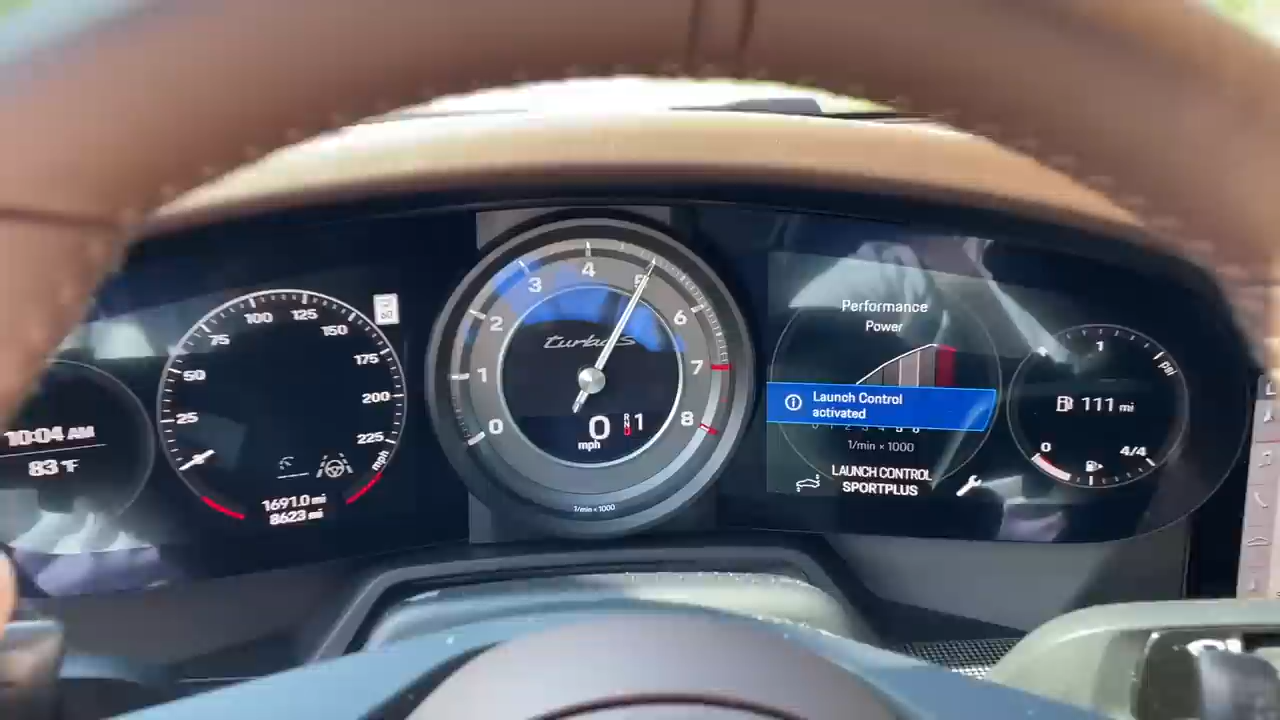 10:04 AM
83°F
25
50
75
100
125
150
175
200
225
mph
60
1691.0 mi
8623 mi
0
1
2
3
4
5
6
7
8
turbo S
0
mph
R
N
D
1
1/min × 1000
Performance
Power
Launch Control
activated
1/min × 1000
LAUNCH CONTROL
SPORTPLUS
1
psi
111 mi
0
4/4